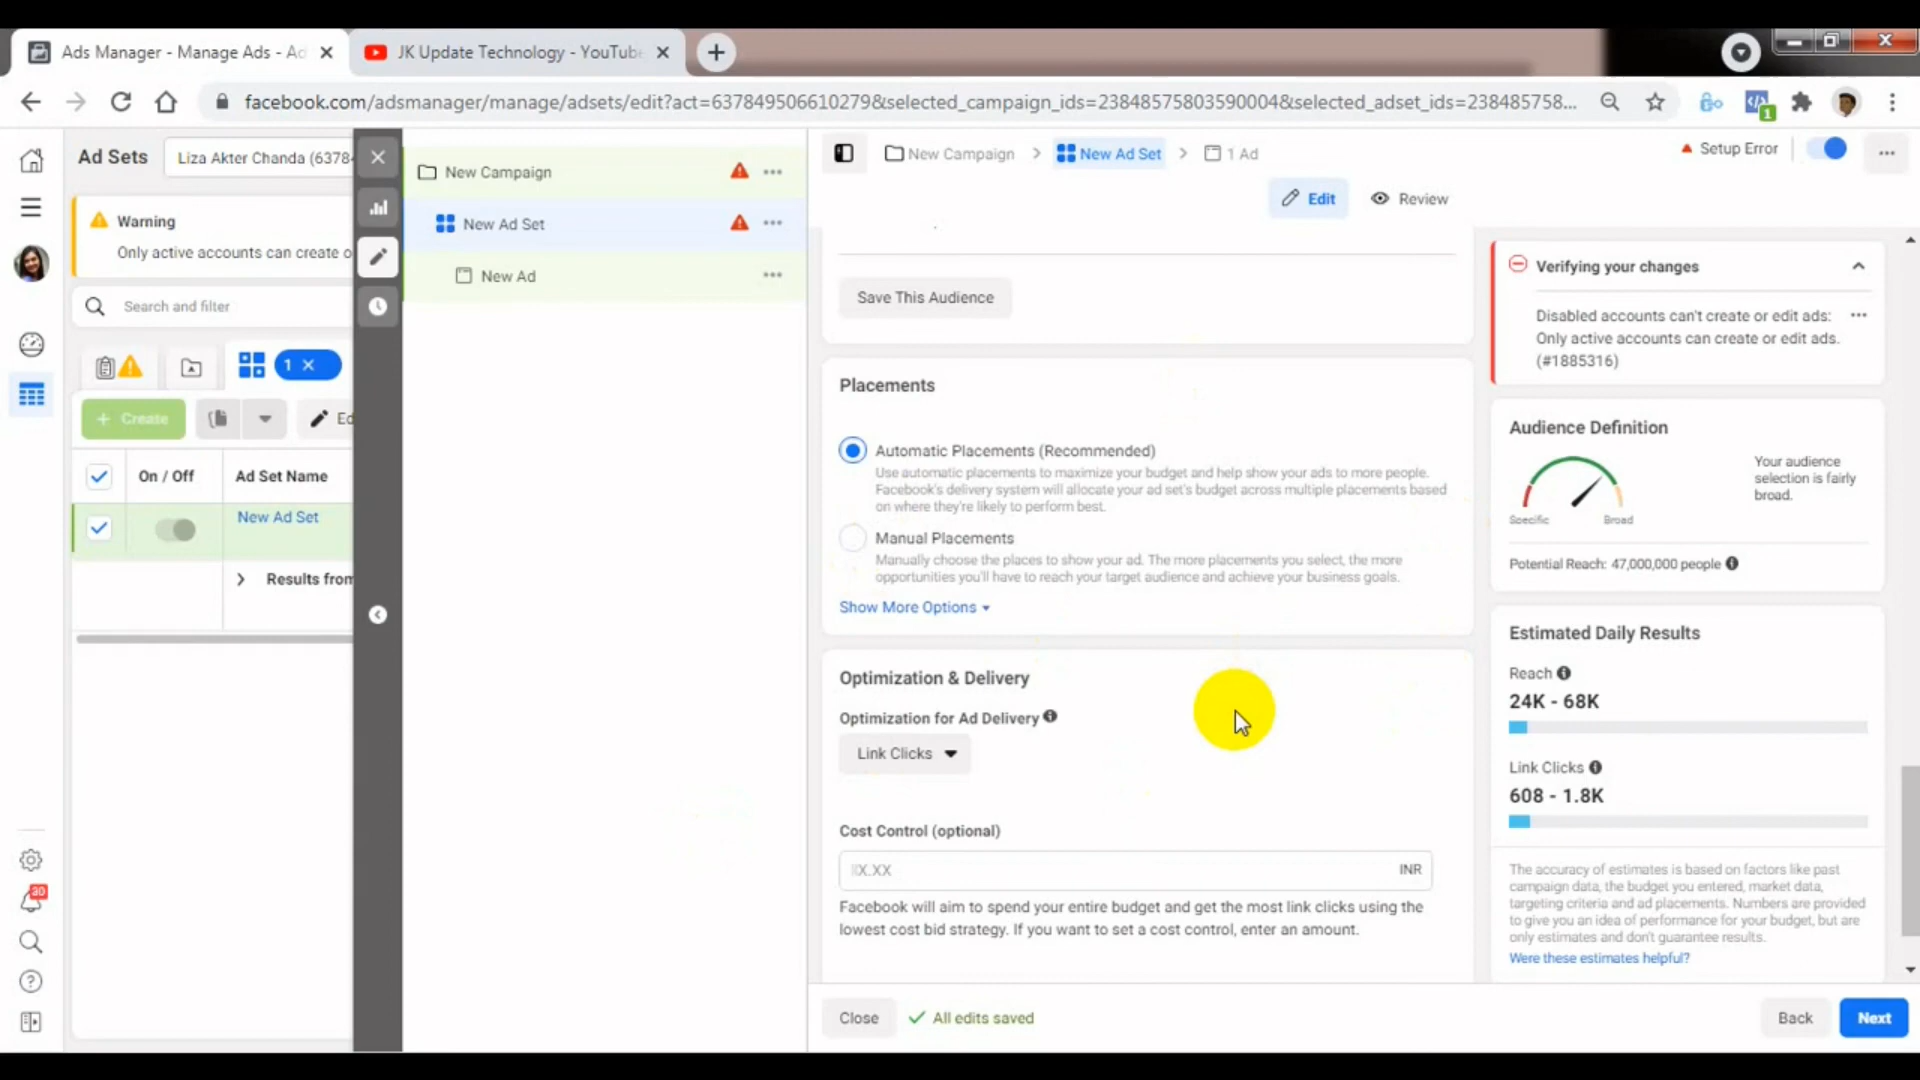 Ads Manager - Manage Ads - Ad
JK Update Technology - YouTube
facebook.com/adsmanager/manage/adsets/edit?act=637849506610279&selected_campaign_ids=23848575803590004&selected_adset_ids=238485758...
1
Ad Sets
Liza Akter Chanda (6378
Warning
Only active accounts can create o
Search and filter
1
Create
Ed
On / Off
Ad Set Name
New Ad Set
Results from
30
New Campaign
New Ad Set
New Ad
New Campaign
New Ad Set
1 Ad
Setup Error
Edit
Review
Save This Audience
Placements
Automatic Placements (Recommended)
Use automatic placements to maximize your budget and help show your ads to more people.
Facebook's delivery system will allocate your ad set's budget across multiple placements based
on where they're likely to perform best.
Manual Placements
Manually choose the places to show your ad. The more placements you select, the more
opportunities you'll have to reach your target audience and achieve your business goals.
Show More Options
Optimization & Delivery
Optimization for Ad Delivery
Link Clicks
Cost Control (optional)
X.XX
INR
Facebook will aim to spend your entire budget and get the most link clicks using the
lowest cost bid strategy. If you want to set a cost control, enter an amount.
Close
All edits saved
Back
Next
Verifying your changes
Disabled accounts can't create or edit ads:
Only active accounts can create or edit ads.
(#1885316)
Audience Definition
Your audience
selection is fairly
broad.
Specific
Broad
Potential Reach: 47,000,000 people
Estimated Daily Results
Reach
24K - 68K
Link Clicks
608 - 1.8K
The accuracy of estimates is based on factors like past
campaign data, the budget you entered, market data,
targeting criteria and ad placements. Numbers are provided
to give you an idea of performance for your budget, but are
only estimates and don't guarantee results.
Were these estimates helpful?